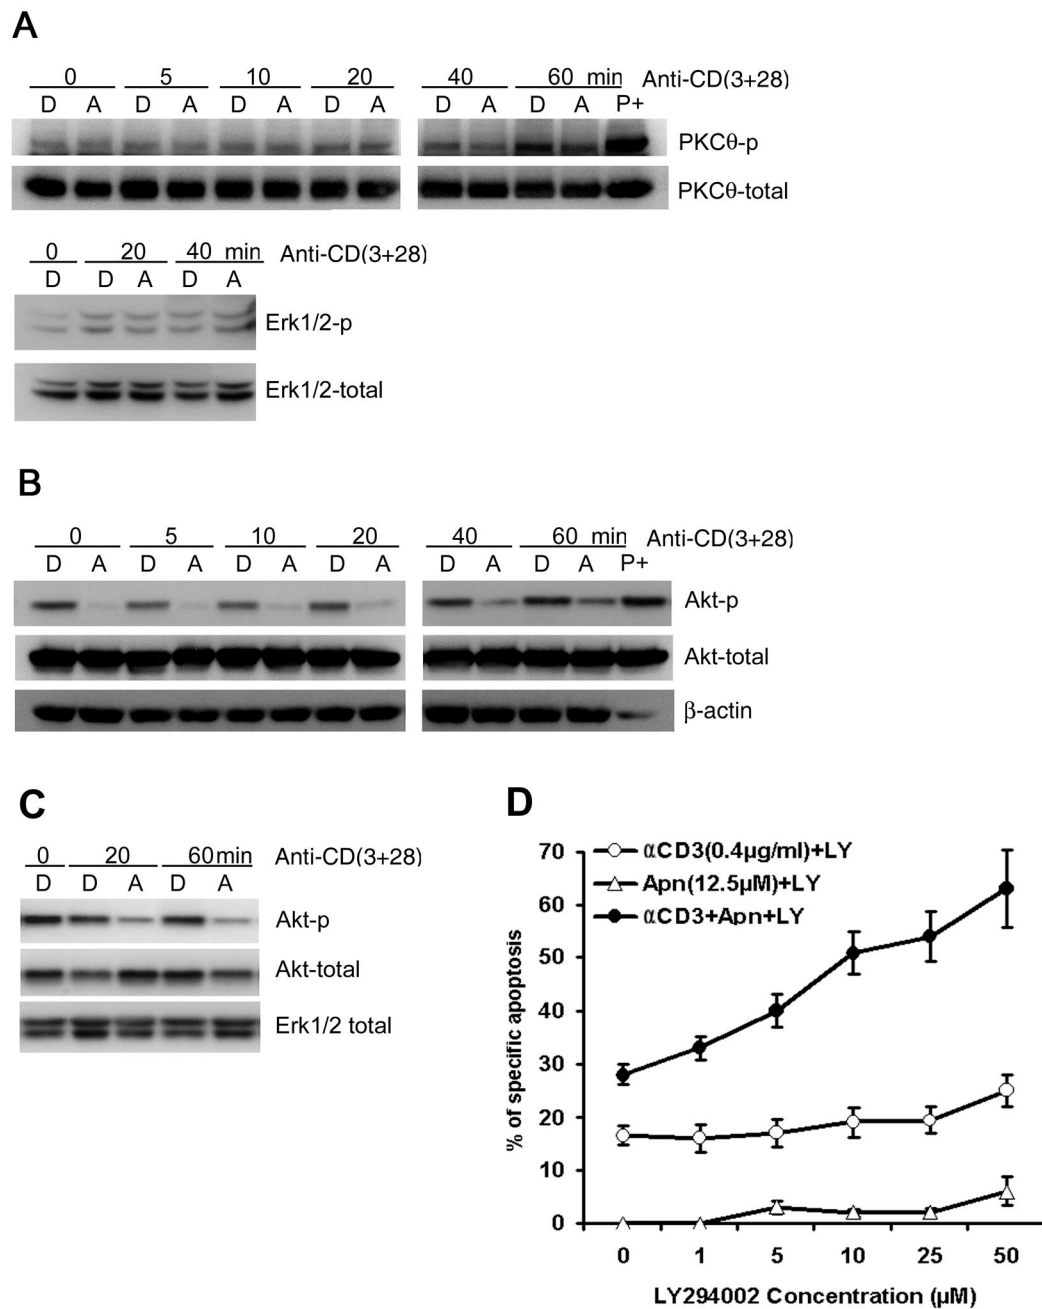 A
0 5 10 20 40 60 min Anti-CD(3+28)
D A D A D A D A D A D A P+
PKCθ-p
PKCθ-total
0 20 40 min Anti-CD(3+28)
D D A D A
Erk1/2-p
Erk1/2-total
B
0 5 10 20 40 60 min Anti-CD(3+28)
D A D A D A D A D A D A P+
Akt-p
Akt-total
β-actin
C
0 20 60min Anti-CD(3+28)
D D A D A
Akt-p
Akt-total
Erk1/2 total
D
αCD3(0.4µg/ml)+LY
Apn(12.5µM)+LY
αCD3+Apn+LY
% of specific apoptosis
70
60
50
40
30
20
10
0
0 1 5 10 25 50
LY294002 Concentration (µM)